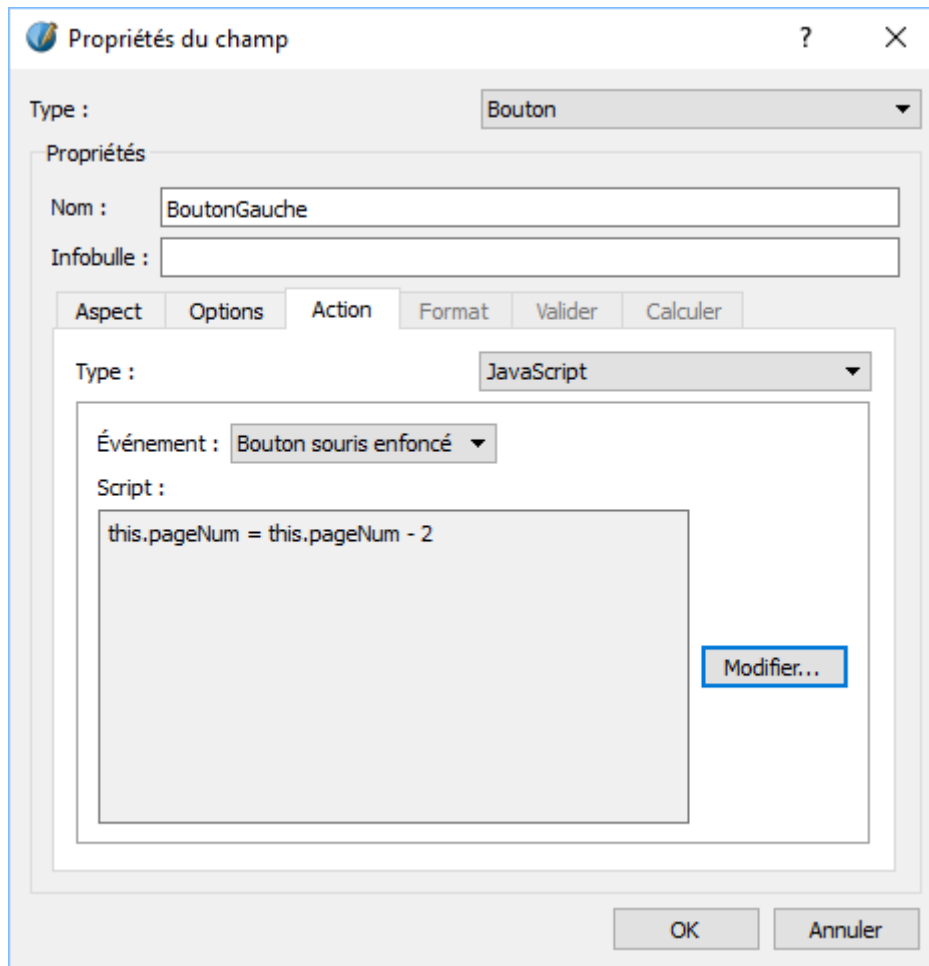 Propriétés du champ
?
Type :
Bouton
Propriétés
Nom :
BoutonGauche
Infobulle :
Aspect Options Action Format Valider Calculer
Type :
JavaScript
Événement :
Bouton souris enfoncé
Script :
this.pageNum = this.pageNum - 2
Modifier...
OK
Annuler